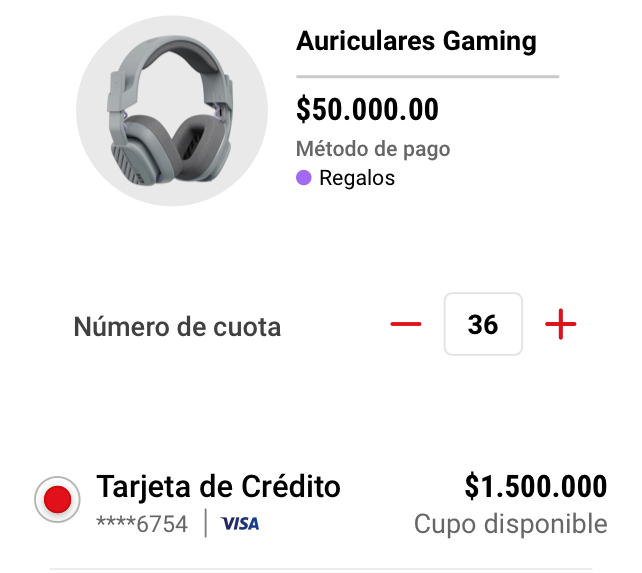 Auriculares Gaming
$50.000.00
Método de pago
Regalos
Número de cuota
36
Tarjeta de Crédito
$1.500.000
****6754 | VISA
Cupo disponible